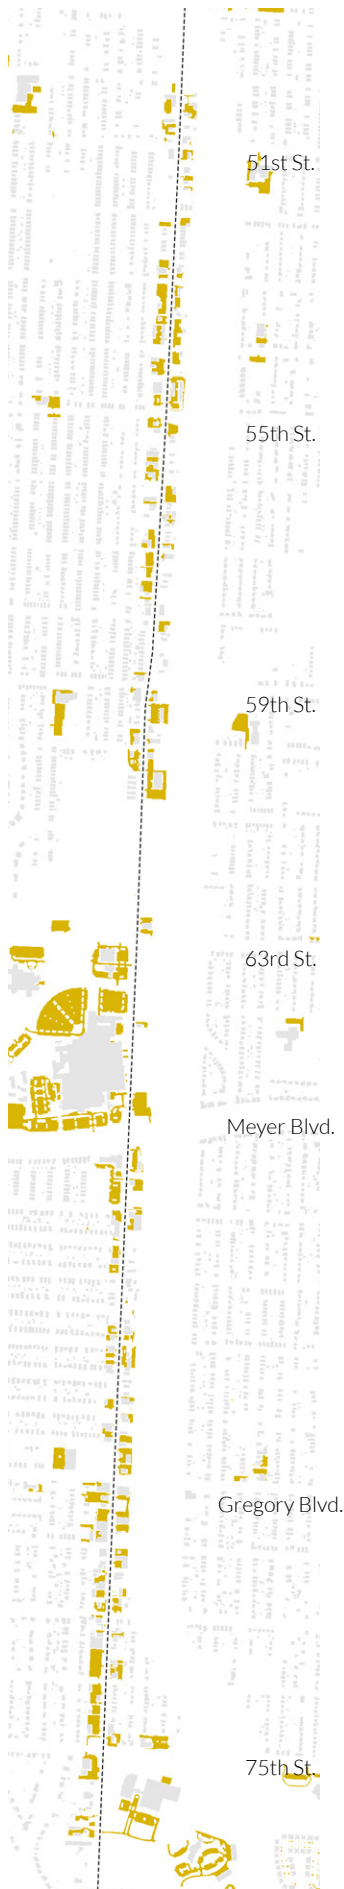 51st St.
55th St.
59th St.
63rd St.
Meyer Blvd.
Gregory Blvd.
75th St.